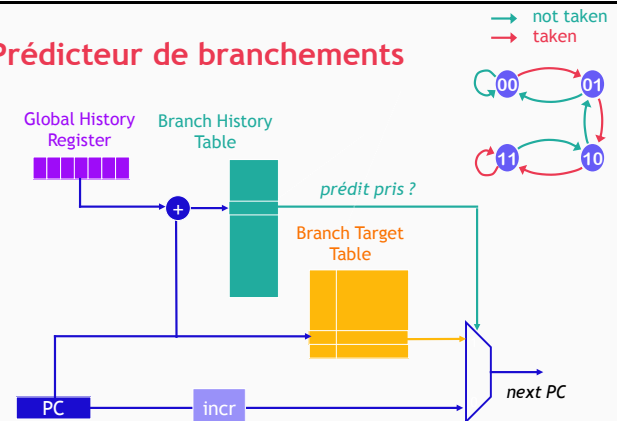 not taken
taken
Prédicteur de branchements
00
01
11
10
Global History
Register
Branch History
Table
+
prédit pris ?
Branch Target
Table
next PC
PC
incr